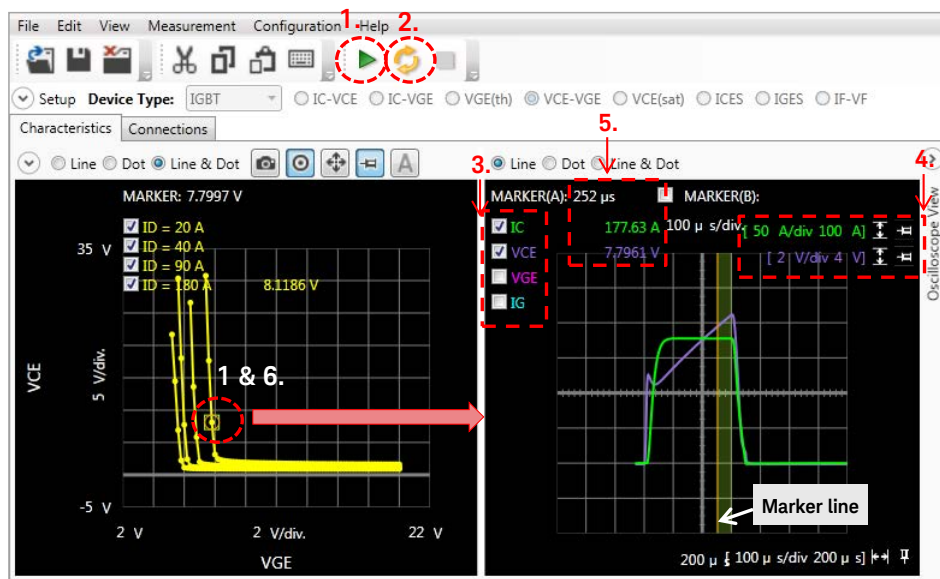 File Edit View Measurement Configuration Help
1. 2.
Setup Device Type: IGBT IC-VCE IC-VGE VGE(th) VCE-VGE VCE(sat) ICES IGES IF-VF
Characteristics Connections
5.
Line Dot Line & Dot A
3. Line Dot Line & Dot 4.
MARKER: 7.7997 V
ID = 20 A
35 V
ID = 40 A
ID = 90 A
ID = 180 A 8.1186 V
VCE
5 V/div.
1 & 6.
-5 V
2 V 2 V/div. 22 V
VGE
MARKER(A): 252 µs MARKER(B):
IC 177.63 A 100 µ s/div. [ 50 A/div 100 A]
VCE 7.7961 V [ 2 V/div 4 V]
VGE
IG
Marker line
200 µ s [ 100 µ s/div 200 µ s]
Oscilloscope View